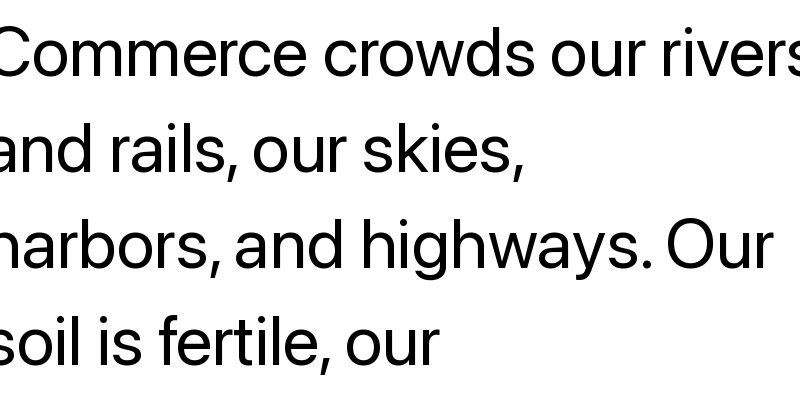 Commerce crowds our rivers
and rails, our skies,
harbors, and highways. Our
soil is fertile, our